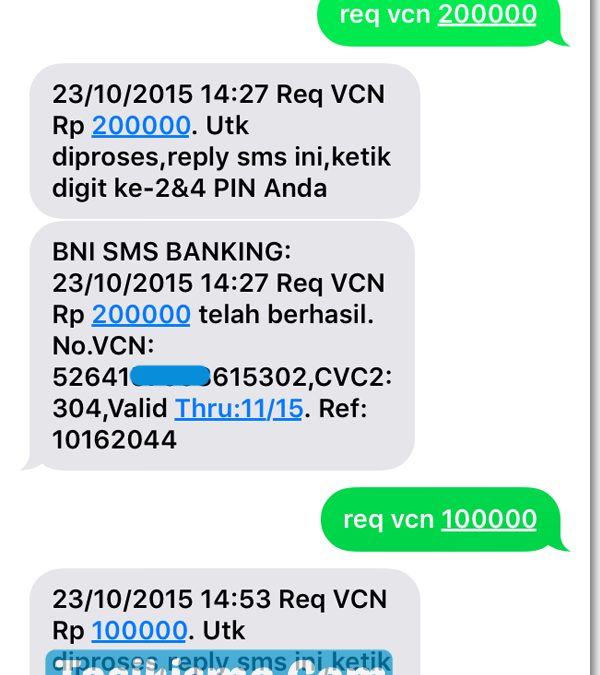 req vcn 200000
23/10/2015 14:27 Req VCN
Rp 200000. Utk
diproses,reply sms ini,ketik
digit ke-2&4 PIN Anda
BNI SMS BANKING:
23/10/2015 14:27 Req VCN
Rp 200000 telah berhasil.
No.VCN:
52641 615302,CVC2:
304,Valid Thru:11/15. Ref:
10162044
req vcn 100000
23/10/2015 14:53 Req VCN
Rp 100000. Utk
diproses,reply sms ini,ketik